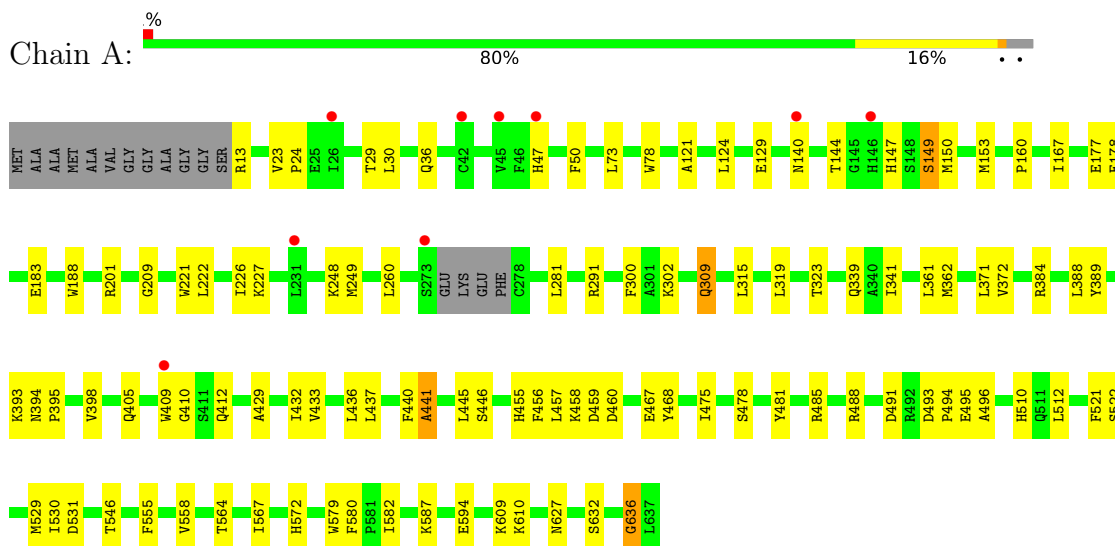 1%
Chain A:
80% 16% • •
MET ALA ALA ALA MET ALA ALA VAL GLY GLY ALA GLY GLY SER R13 V23 P24 E25 I26 T29 L30 Q36 C42 V45 F46 H47 F50 L73 W78 A121 L124 E129 N140 T144 G145 H146 H147 S148 S149 M150 M153 P160 I167 E177
E183 W188 R201 G209 W221 L222 I226 K227 L231 K248 M249 L260 S273 GLU LYS GLU PHE C278 L281 R291 F300 A301 K302 Q309 L315 L319 T323 Q339 A340 I341 L361 M362 L371 V372 R384 L388 Y389
K393 N394 P395 V398 Q405 W409 G410 S411 Q412 A429 I432 V433 L436 L437 F440 A441 L445 S446 H455 F456 L457 K458 D459 D460 E467 Y468 I475 S478 Y481 R485 R488 D491 R492 D493 P494 E495 A496 H510 Q511 L512 F521
M529 I530 D531 T546 F555 V558 T564 I567 H572 W579 F580 P581 I582 K587 E594 K609 K610 N627 S632 G636 L637